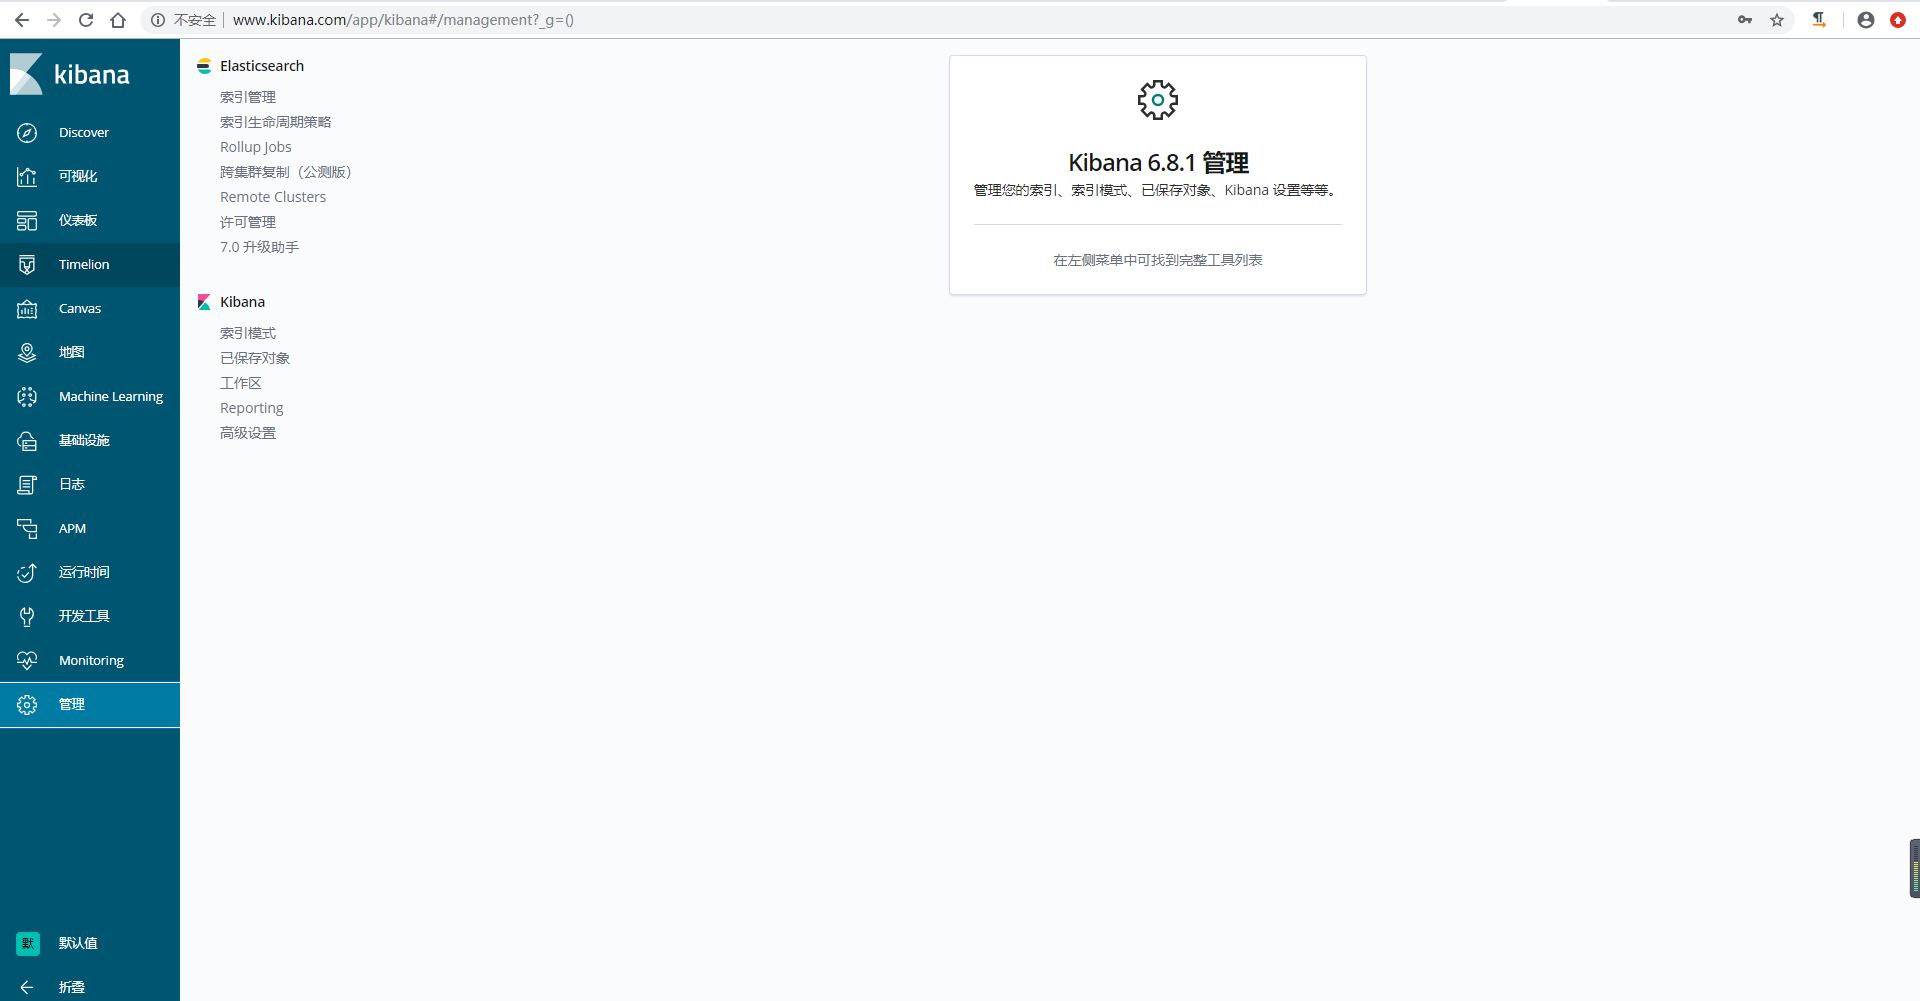 不安全 www.kibana.com/app/kibana#/management?_g=()
kibana
Discover
可视化
仪表板
Timelion
Canvas
地图
Machine Learning
基础设施
日志
APM
运行时间
开发工具
Monitoring
管理
默 默认值
折叠
Elasticsearch
索引管理
索引生命周期策略
Rollup Jobs
跨集群复制（公测版）
Remote Clusters
许可管理
7.0 升级助手
Kibana
索引模式
已保存对象
工作区
Reporting
高级设置
Kibana 6.8.1 管理
管理您的索引、索引模式、已保存对象、Kibana 设置等等。
在左侧菜单中可找到完整工具列表